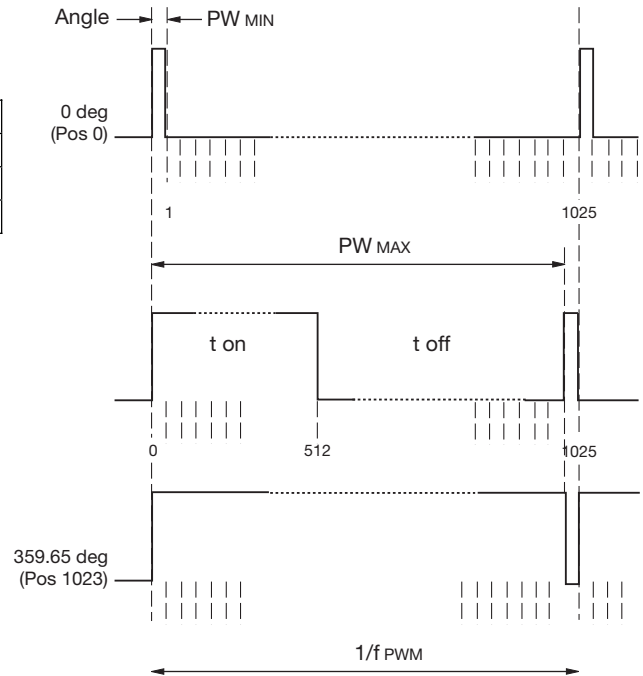 Angle PW MIN
0 deg
(Pos 0)
1 1025
PW MAX
t on t off
0 512 1025
359.65 deg
(Pos 1023)
1/f PWM